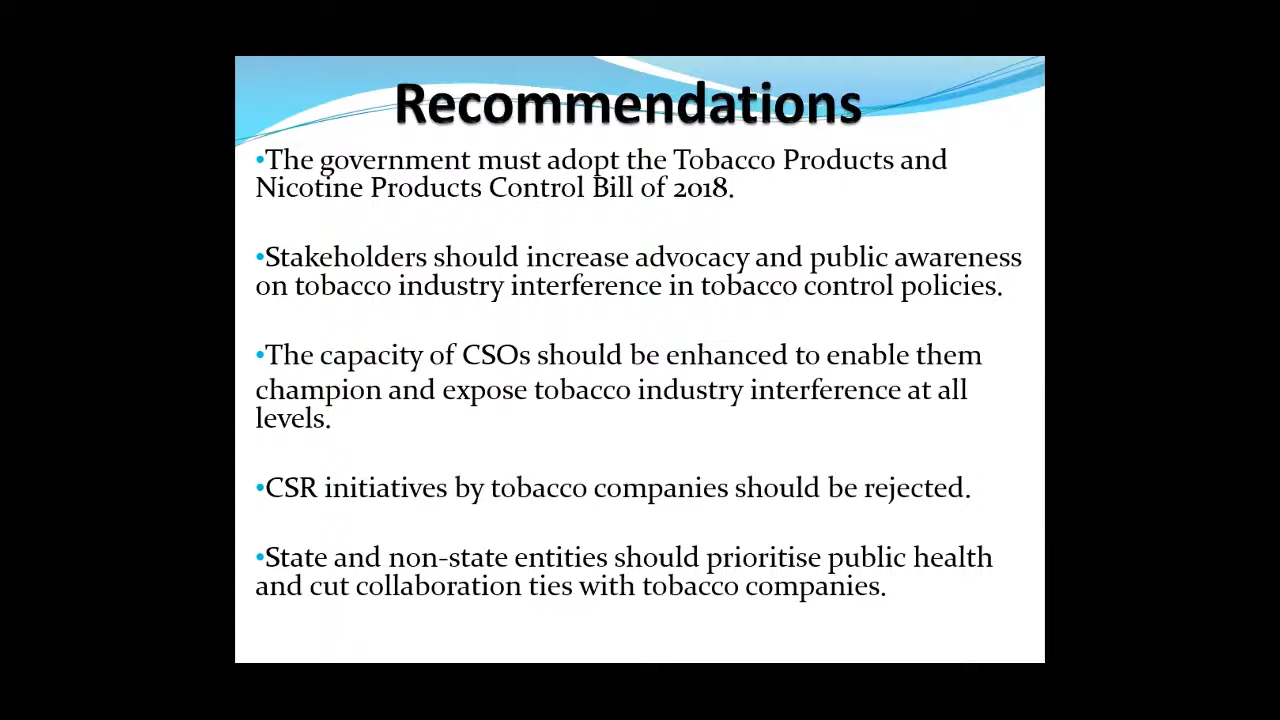 Recommendations
•The government must adopt the Tobacco Products and
Nicotine Products Control Bill of 2018.
•Stakeholders should increase advocacy and public awareness
on tobacco industry interference in tobacco control policies.
•The capacity of CSOs should be enhanced to enable them
champion and expose tobacco industry interference at all
levels.
•CSR initiatives by tobacco companies should be rejected.
•State and non-state entities should prioritise public health
and cut collaboration ties with tobacco companies.